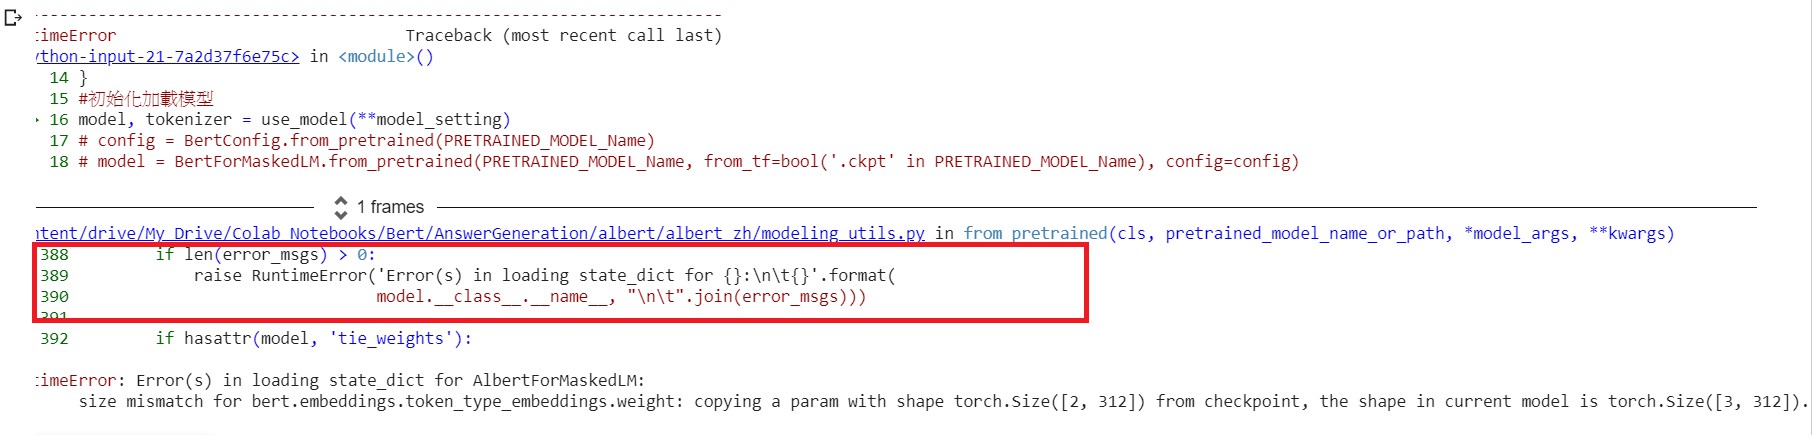 --------------------------------------------------------------------------
timeError Traceback (most recent call last)
ython-input-21-7a2d37f6e75c> in <module>()
14 }
15 #初始化加載模型
16 model, tokenizer = use_model(**model_setting)
17 # config = BertConfig.from_pretrained(PRETRAINED_MODEL_Name)
18 # model = BertForMaskedLM.from_pretrained(PRETRAINED_MODEL_Name, from_tf=bool('.ckpt' in PRETRAINED_MODEL_Name), config=config)
1 frames
ntent/drive/My Drive/Colab Notebooks/Bert/AnswerGeneration/albert/albert_zh/modeling_utils.py in from_pretrained(cls, pretrained_model_name_or_path, *model_args, **kwargs)
388 if len(error_msgs) > 0:
389 raise RuntimeError('Error(s) in loading state_dict for {}:\n\t{}'.format(
390 model.__class__.__name__, "\n\t".join(error_msgs)))
391
392 if hasattr(model, 'tie_weights'):
timeError: Error(s) in loading state_dict for AlbertForMaskedLM:
size mismatch for bert.embeddings.token_type_embeddings.weight: copying a param with shape torch.Size([2, 312]) from checkpoint, the shape in current model is torch.Size([3, 312]).